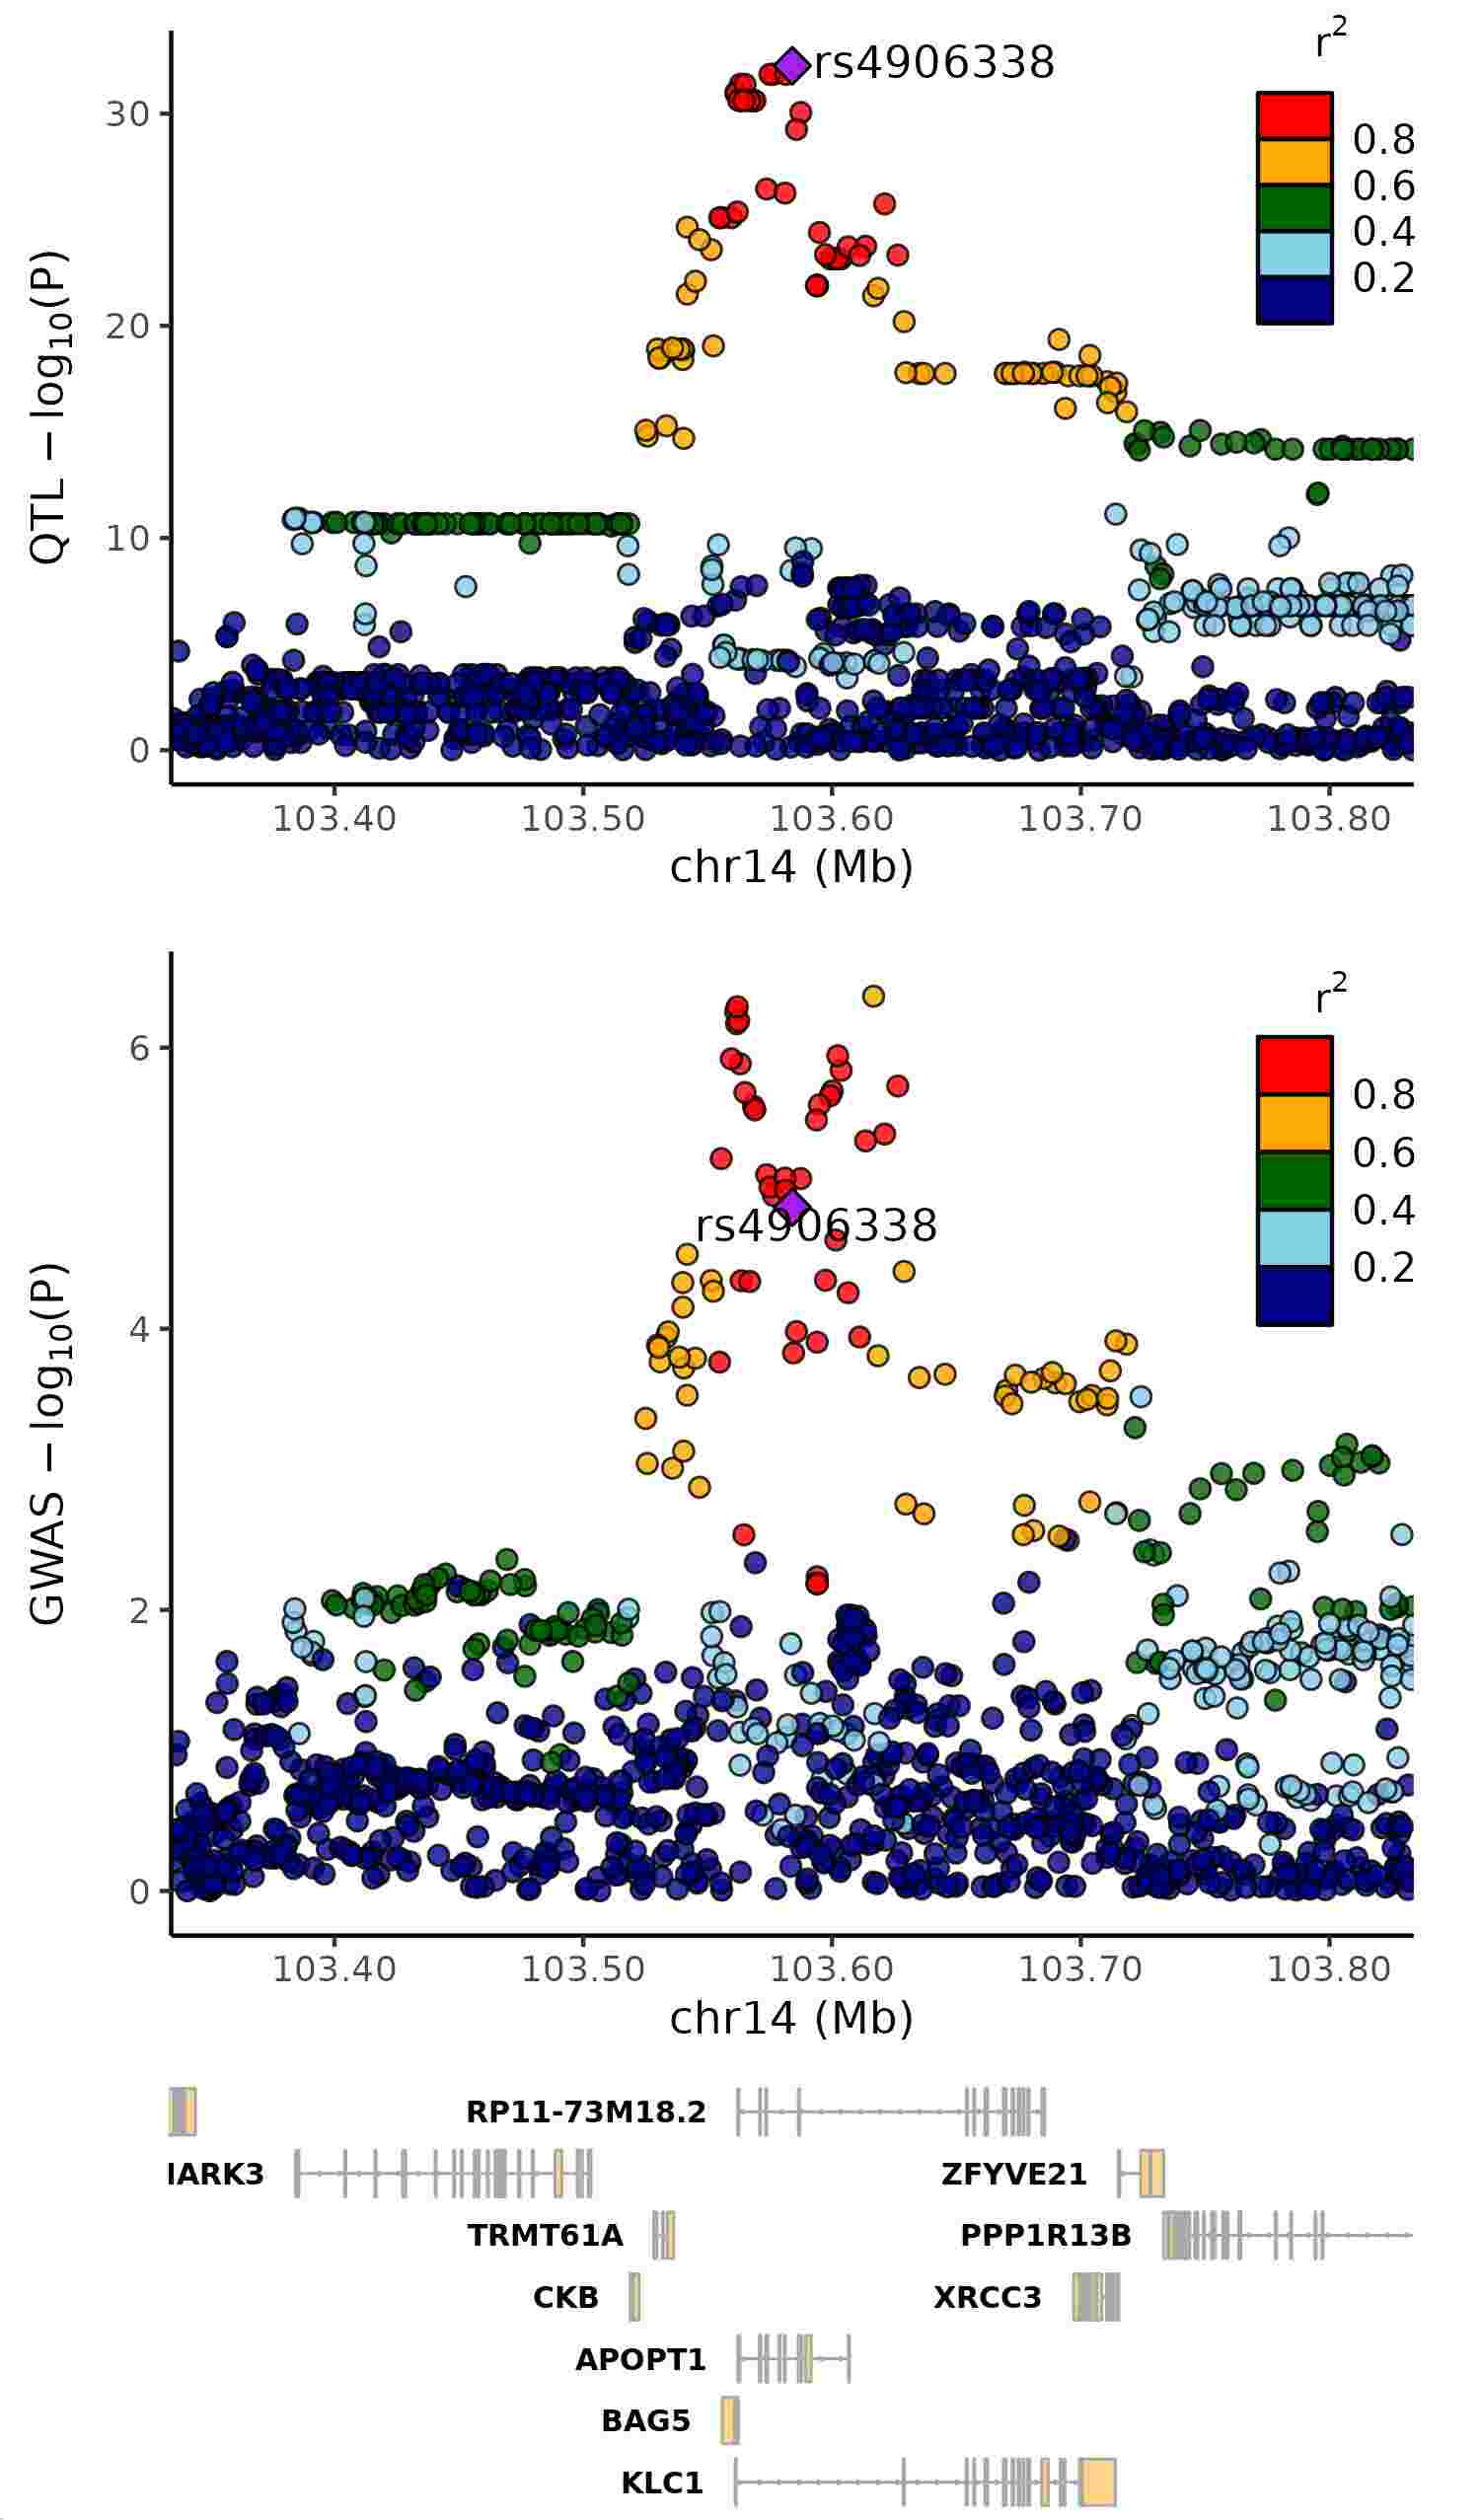 r2
rs4906338
0.8
0.6
0.4
0.2
30
20
10
0
QTL − log10(P)
103.40 103.50 103.60 103.70 103.80
chr14 (Mb)
r2
0.8
0.6
0.4
0.2
rs4906338
6
4
2
0
GWAS − log10(P)
103.40 103.50 103.60 103.70 103.80
chr14 (Mb)
RP11-73M18.2
IARK3 ZFYVE21
TRMT61A PPP1R13B
CKB XRCC3
APOPT1
BAG5
KLC1